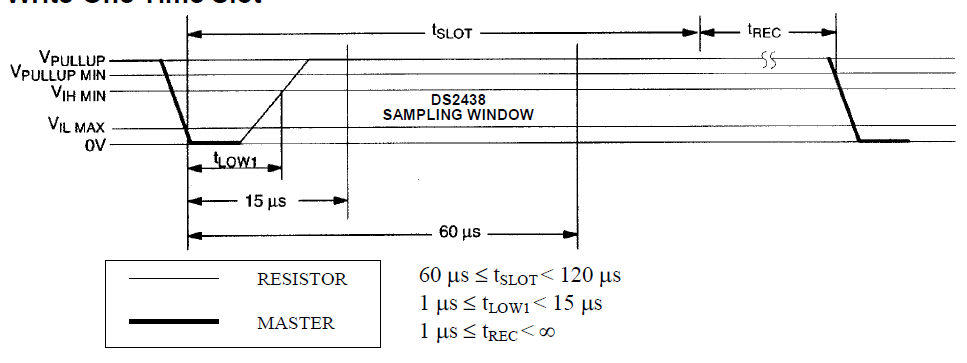 Write One Time Slot
tSLOT
tREC
VPULLUP
VPULLUP MIN
VIH MIN
DS2438
SAMPLING WINDOW
VIL MAX
0V
tLOW1
15 µs
60 µs
RESISTOR
MASTER
60 µs ≤ tSLOT < 120 µs
1 µs ≤ tLOW1 < 15 µs
1 µs ≤ tREC < ∞